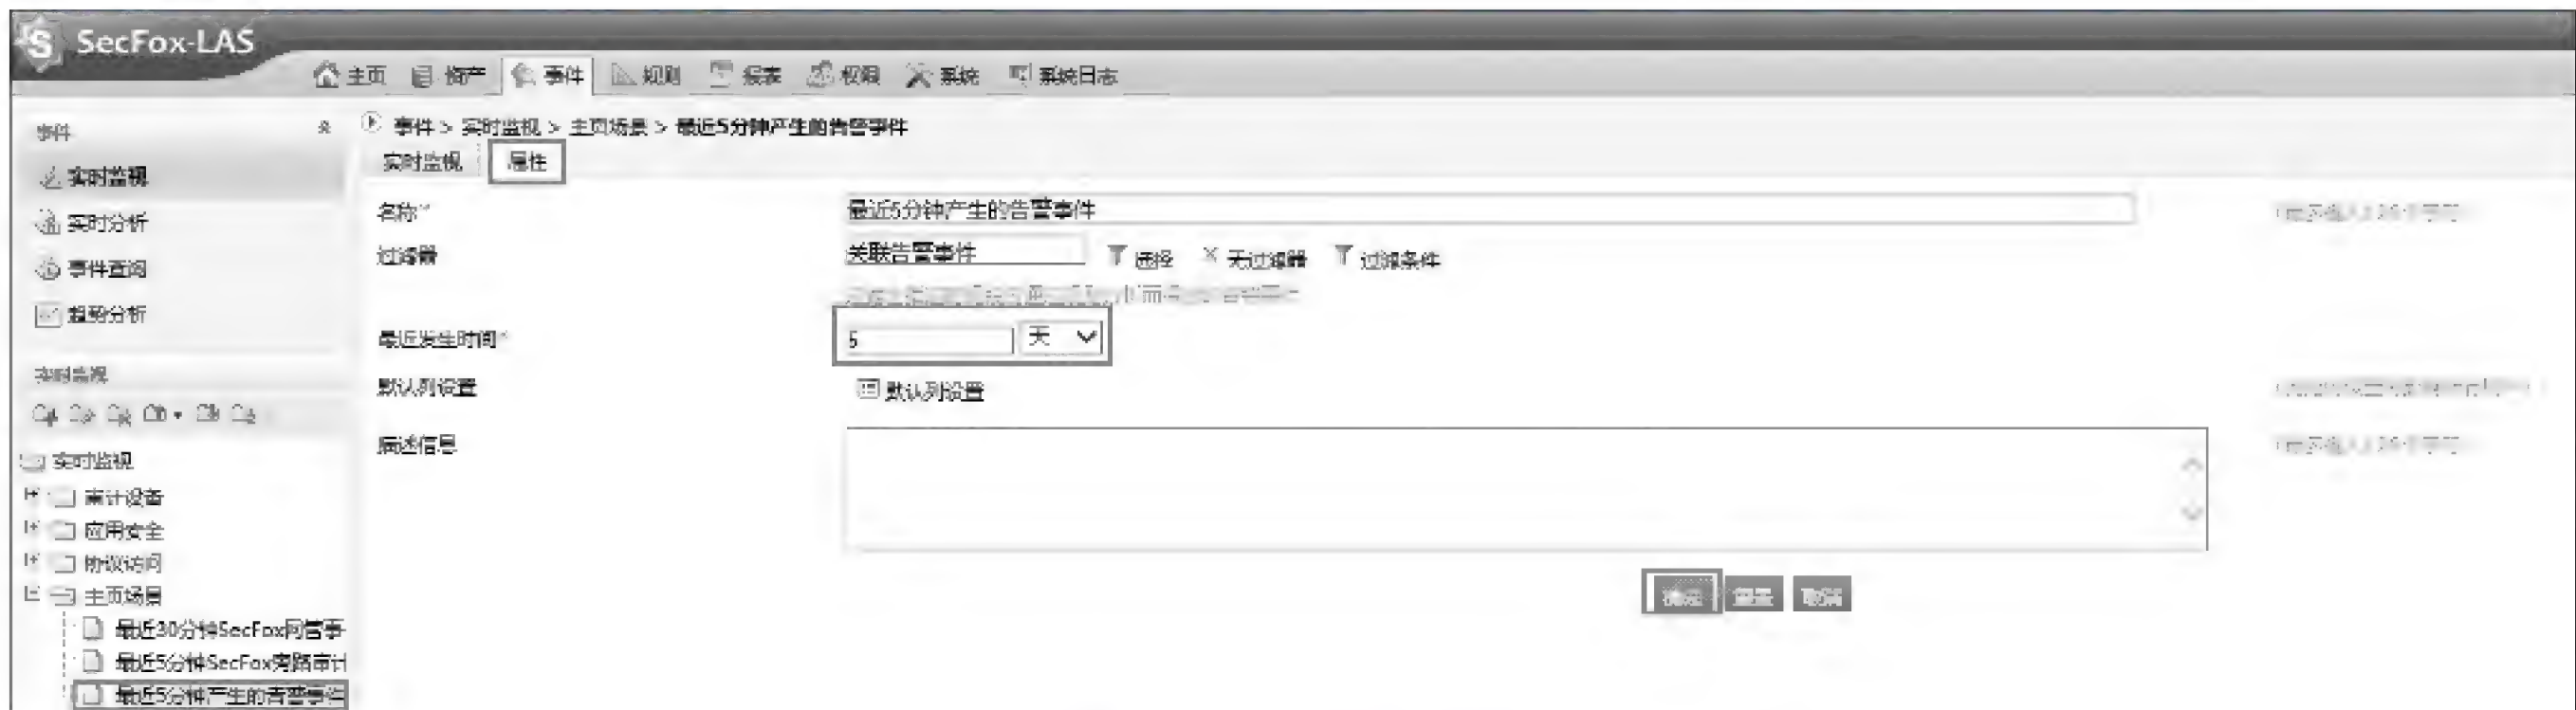 SecFox-LAS
主页 资产 事件 规则 报表 权限 系统 系统日志
事件
事件 > 实时监视 > 主页场景 > 最近5分钟产生的告警事件
实时监视 属性
实时监视
实时分析
事件查询
趋势分析
名称* 最近5分钟产生的告警事件
过滤器 关联告警事件 选择 无过滤器 过滤条件
最近发生时间* 5 天
默认列设置 默认列设置
描述信息
确定 重置 取消
实时监视
实时监视
审计设备
应用安全
协议访问
主页场景
最近30分钟SecFox网管事
最近5分钟SecFox旁路审计
最近5分钟产生的告警事件